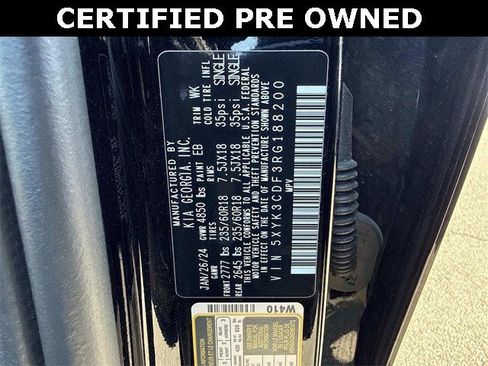 CERTIFIED PRE OWNED
MANUFACTURED BY
KIA GEORGIA, INC.
JAN/26/24 GVWR 4850 lbs PAINT EB TRIM WK
GAWR RIMS COLD TIRE INFL
FRONT 2777 lbs 235/60R18 7.5JX18 35psi SINGLE
REAR 2645 lbs 235/60R18 7.5JX18 35psi SINGLE
THIS VEHICLE CONFORMS TO ALL APPLICABLE U.S. FEDERAL
MOTOR VEHICLE SAFETY AND THEFT PREVENTION STANDARDS
IN EFFECT ON THE DATE OF MANUFACTURE SHOWN ABOVE.
VIN 5XYK3CDF3RG188200
MPV
W410